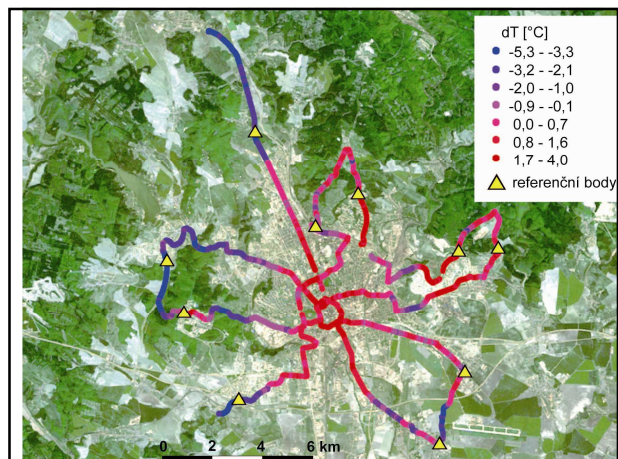 dT [°C]
-5,3 - -3,3
-3,2 - -2,1
-2,0 - -1,0
-0,9 - -0,1
0,0 - 0,7
0,8 - 1,6
1,7 - 4,0
referenční body
0 2 4 6 km